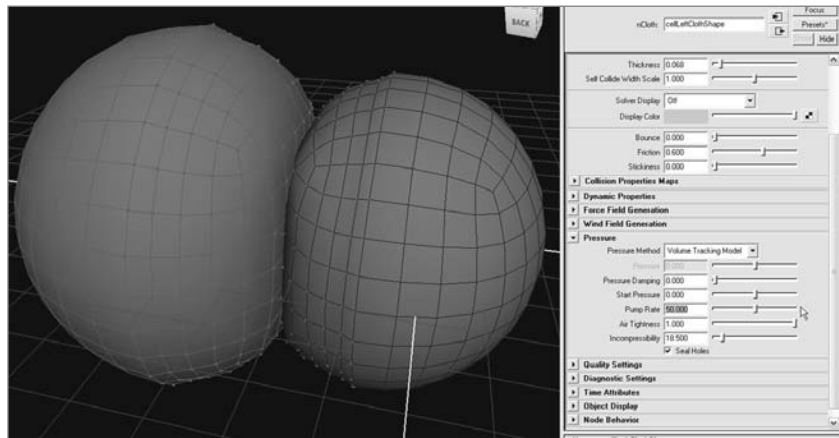 BACK
Focus
nCloth: cellLeftClothShape
Presets*
Show Hide
Thickness 0.068
Self Collide Width Scale 1.000
Solver Display Off
Display Color
Bounce 0.000
Friction 0.600
Stickiness 0.000
Collision Properties Maps
Dynamic Properties
Force Field Generation
Wind Field Generation
Pressure
Pressure Method Volume Tracking Model
Pressure 0.000
Pressure Damping 0.000
Start Pressure 0.000
Pump Rate 50.000
Air Tightness 1.000
Incompressibility 18.500
Seal Holes
Quality Settings
Diagnostic Settings
Time Attributes
Object Display
Node Behavior